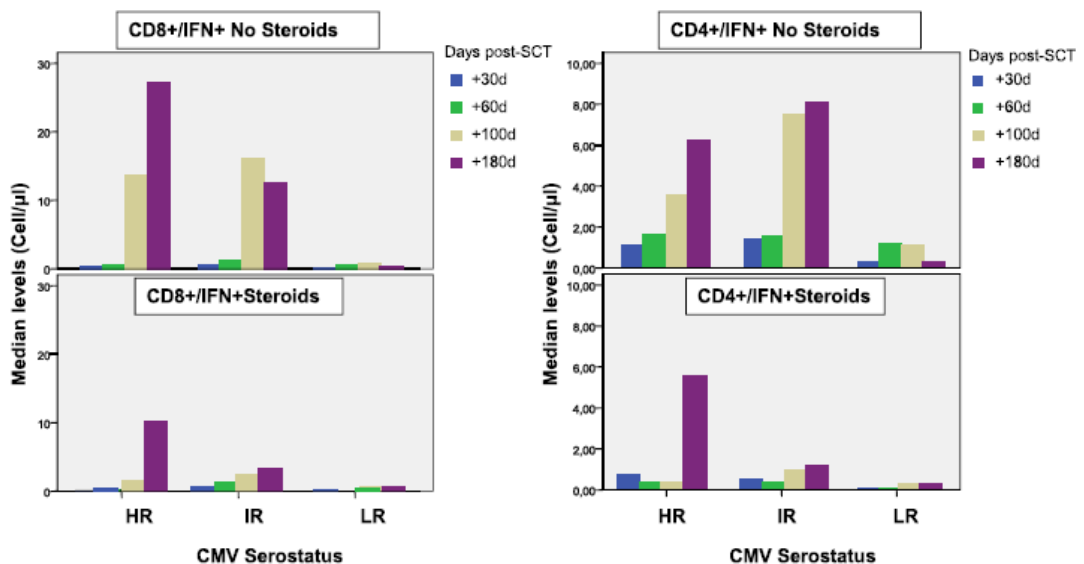 CD8+/IFN+ No Steroids
Days post-SCT
+30d
+60d
+100d
+180d
30
20
10
0
CD8+/IFN+Steroids
30
20
10
0
Median levels (Cell/µl)
HR
IR
LR
CMV Serostatus
CD4+/IFN+ No Steroids
Days post-SCT
+30d
+60d
+100d
+180d
10,00
8,00
6,00
4,00
2,00
0,00
CD4+/IFN+Steroids
10,00
8,00
6,00
4,00
2,00
0,00
Median levels (Cell/µl)
HR
IR
LR
CMV Serostatus